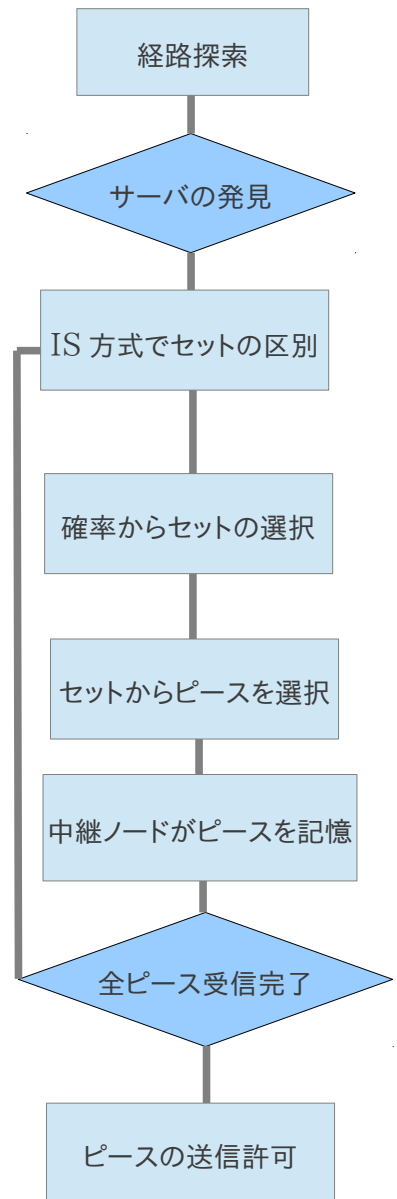 経路探索
サーバの発見
IS 方式でセットの区別
確率からセットの選択
セットからピースを選択
中継ノードがピースを記憶
全ピース受信完了
ピースの送信許可